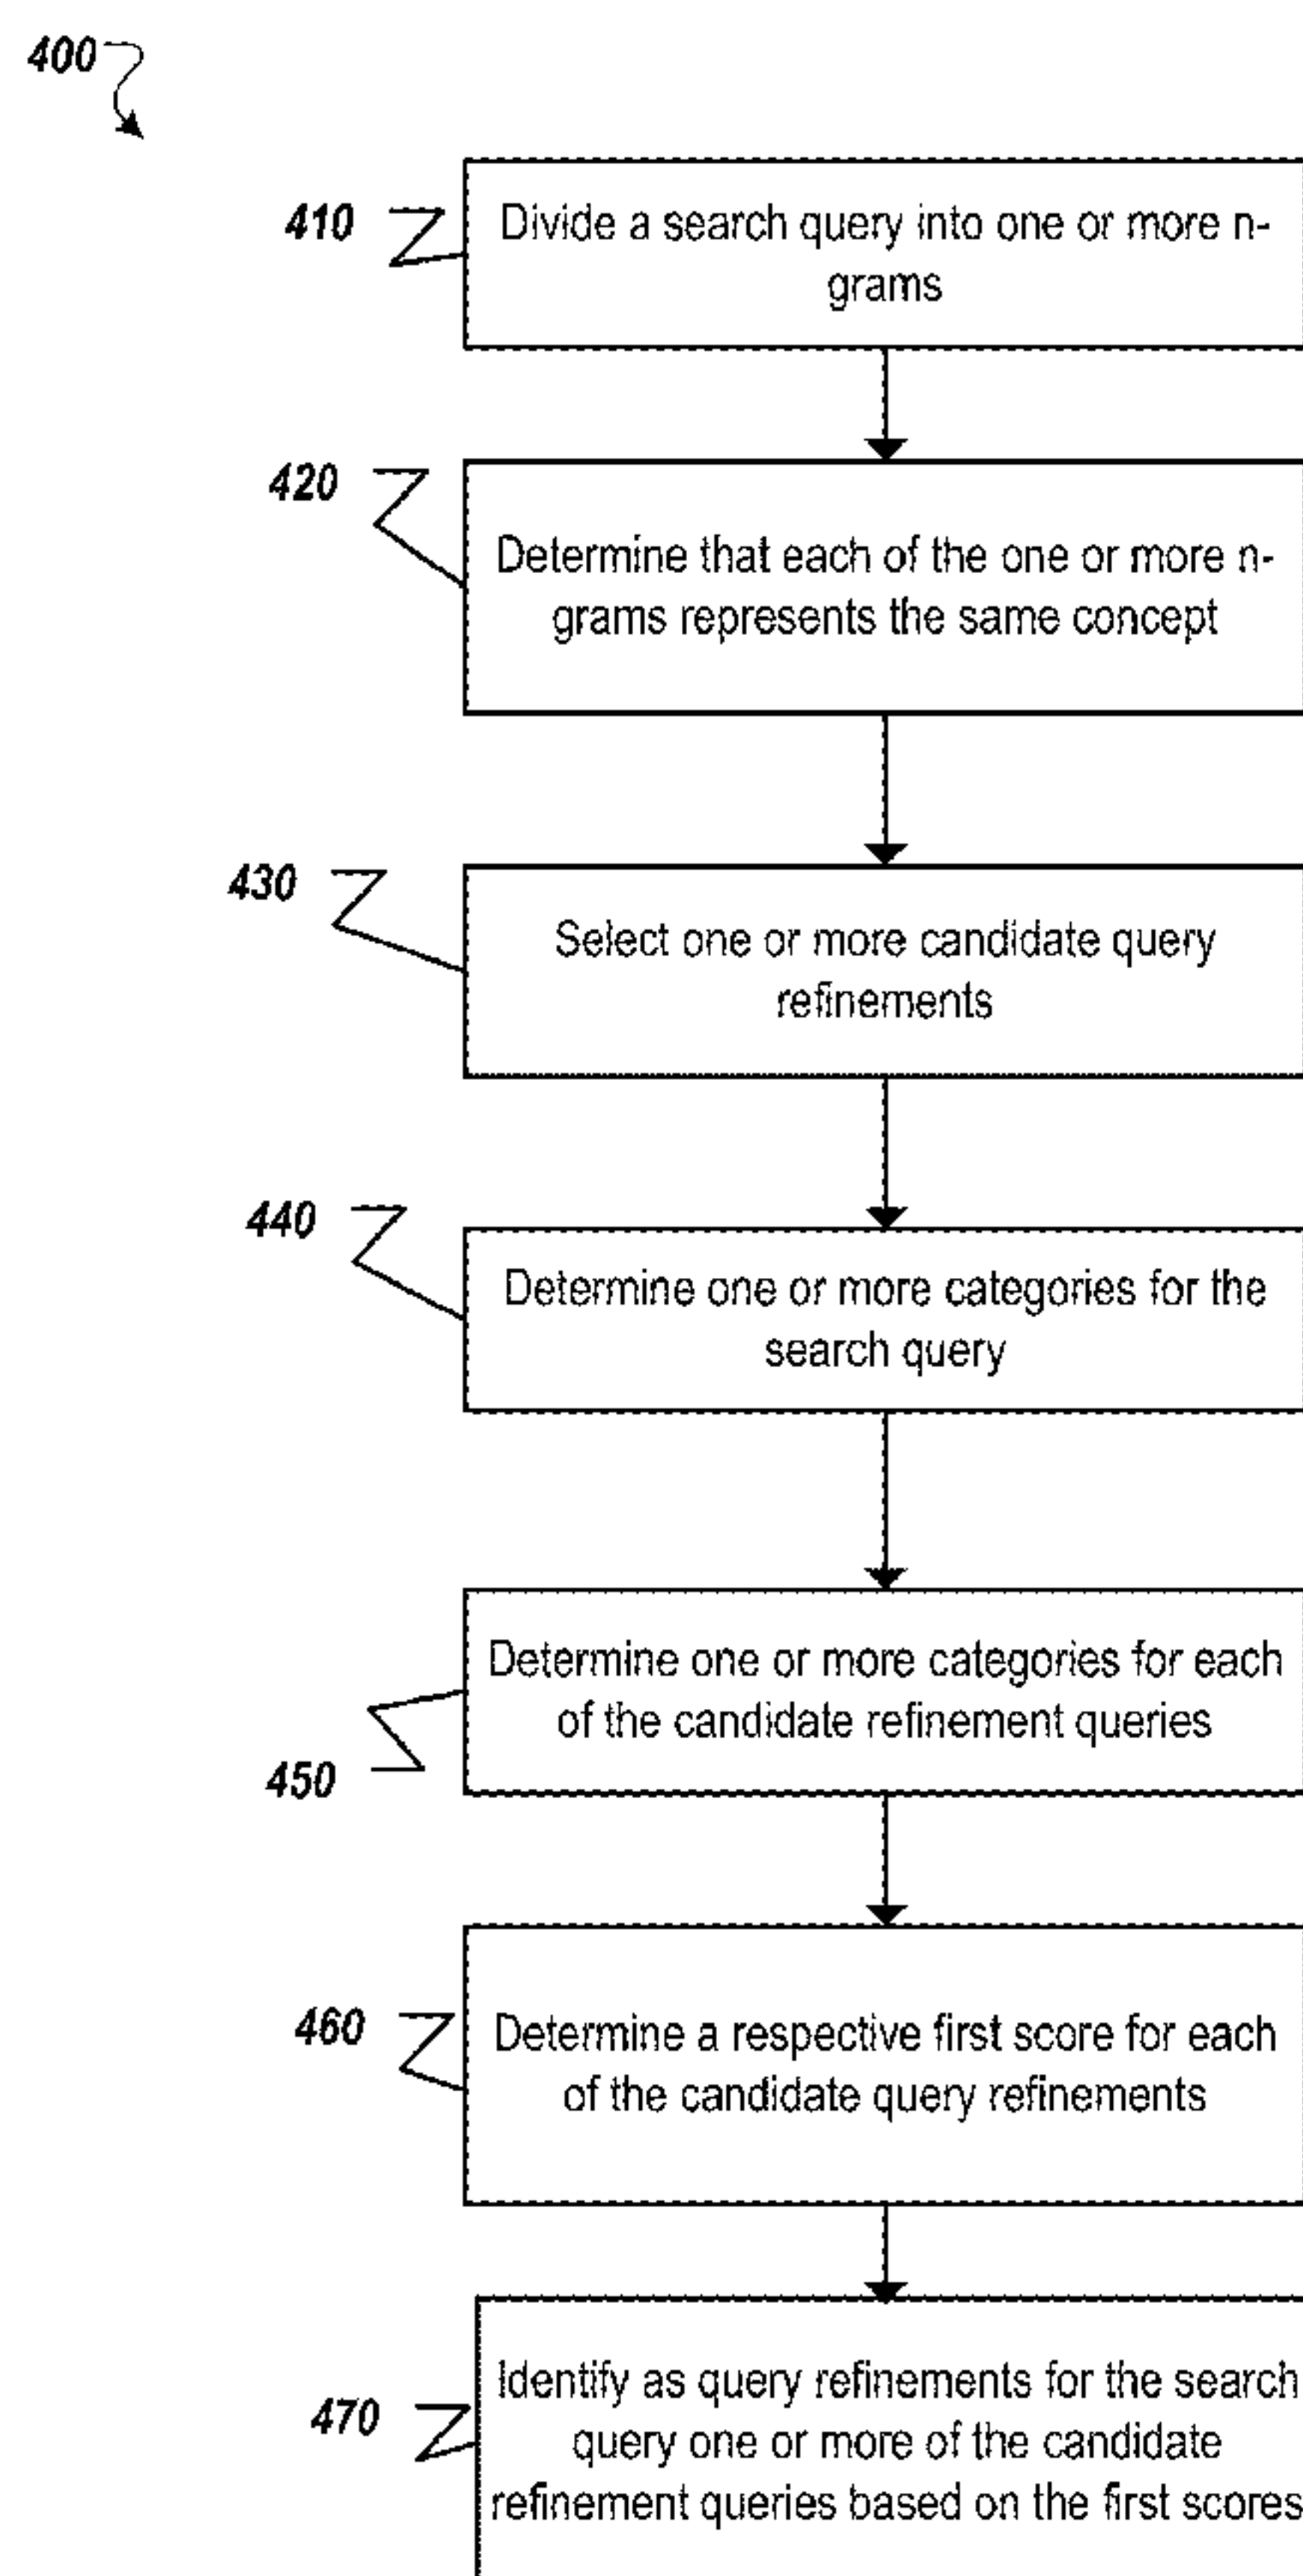 400
410
Divide a search query into one or more n-
grams
420
Determine that each of the one or more n-
grams represents the same concept
430
Select one or more candidate query
refinements
440
Determine one or more categories for the
search query
Determine one or more categories for each
of the candidate refinement queries
450
460
Determine a respective first score for each
of the candidate query refinements
Identify as query refinements for the search
470
query one or more of the candidate
refinement queries based on the first scores